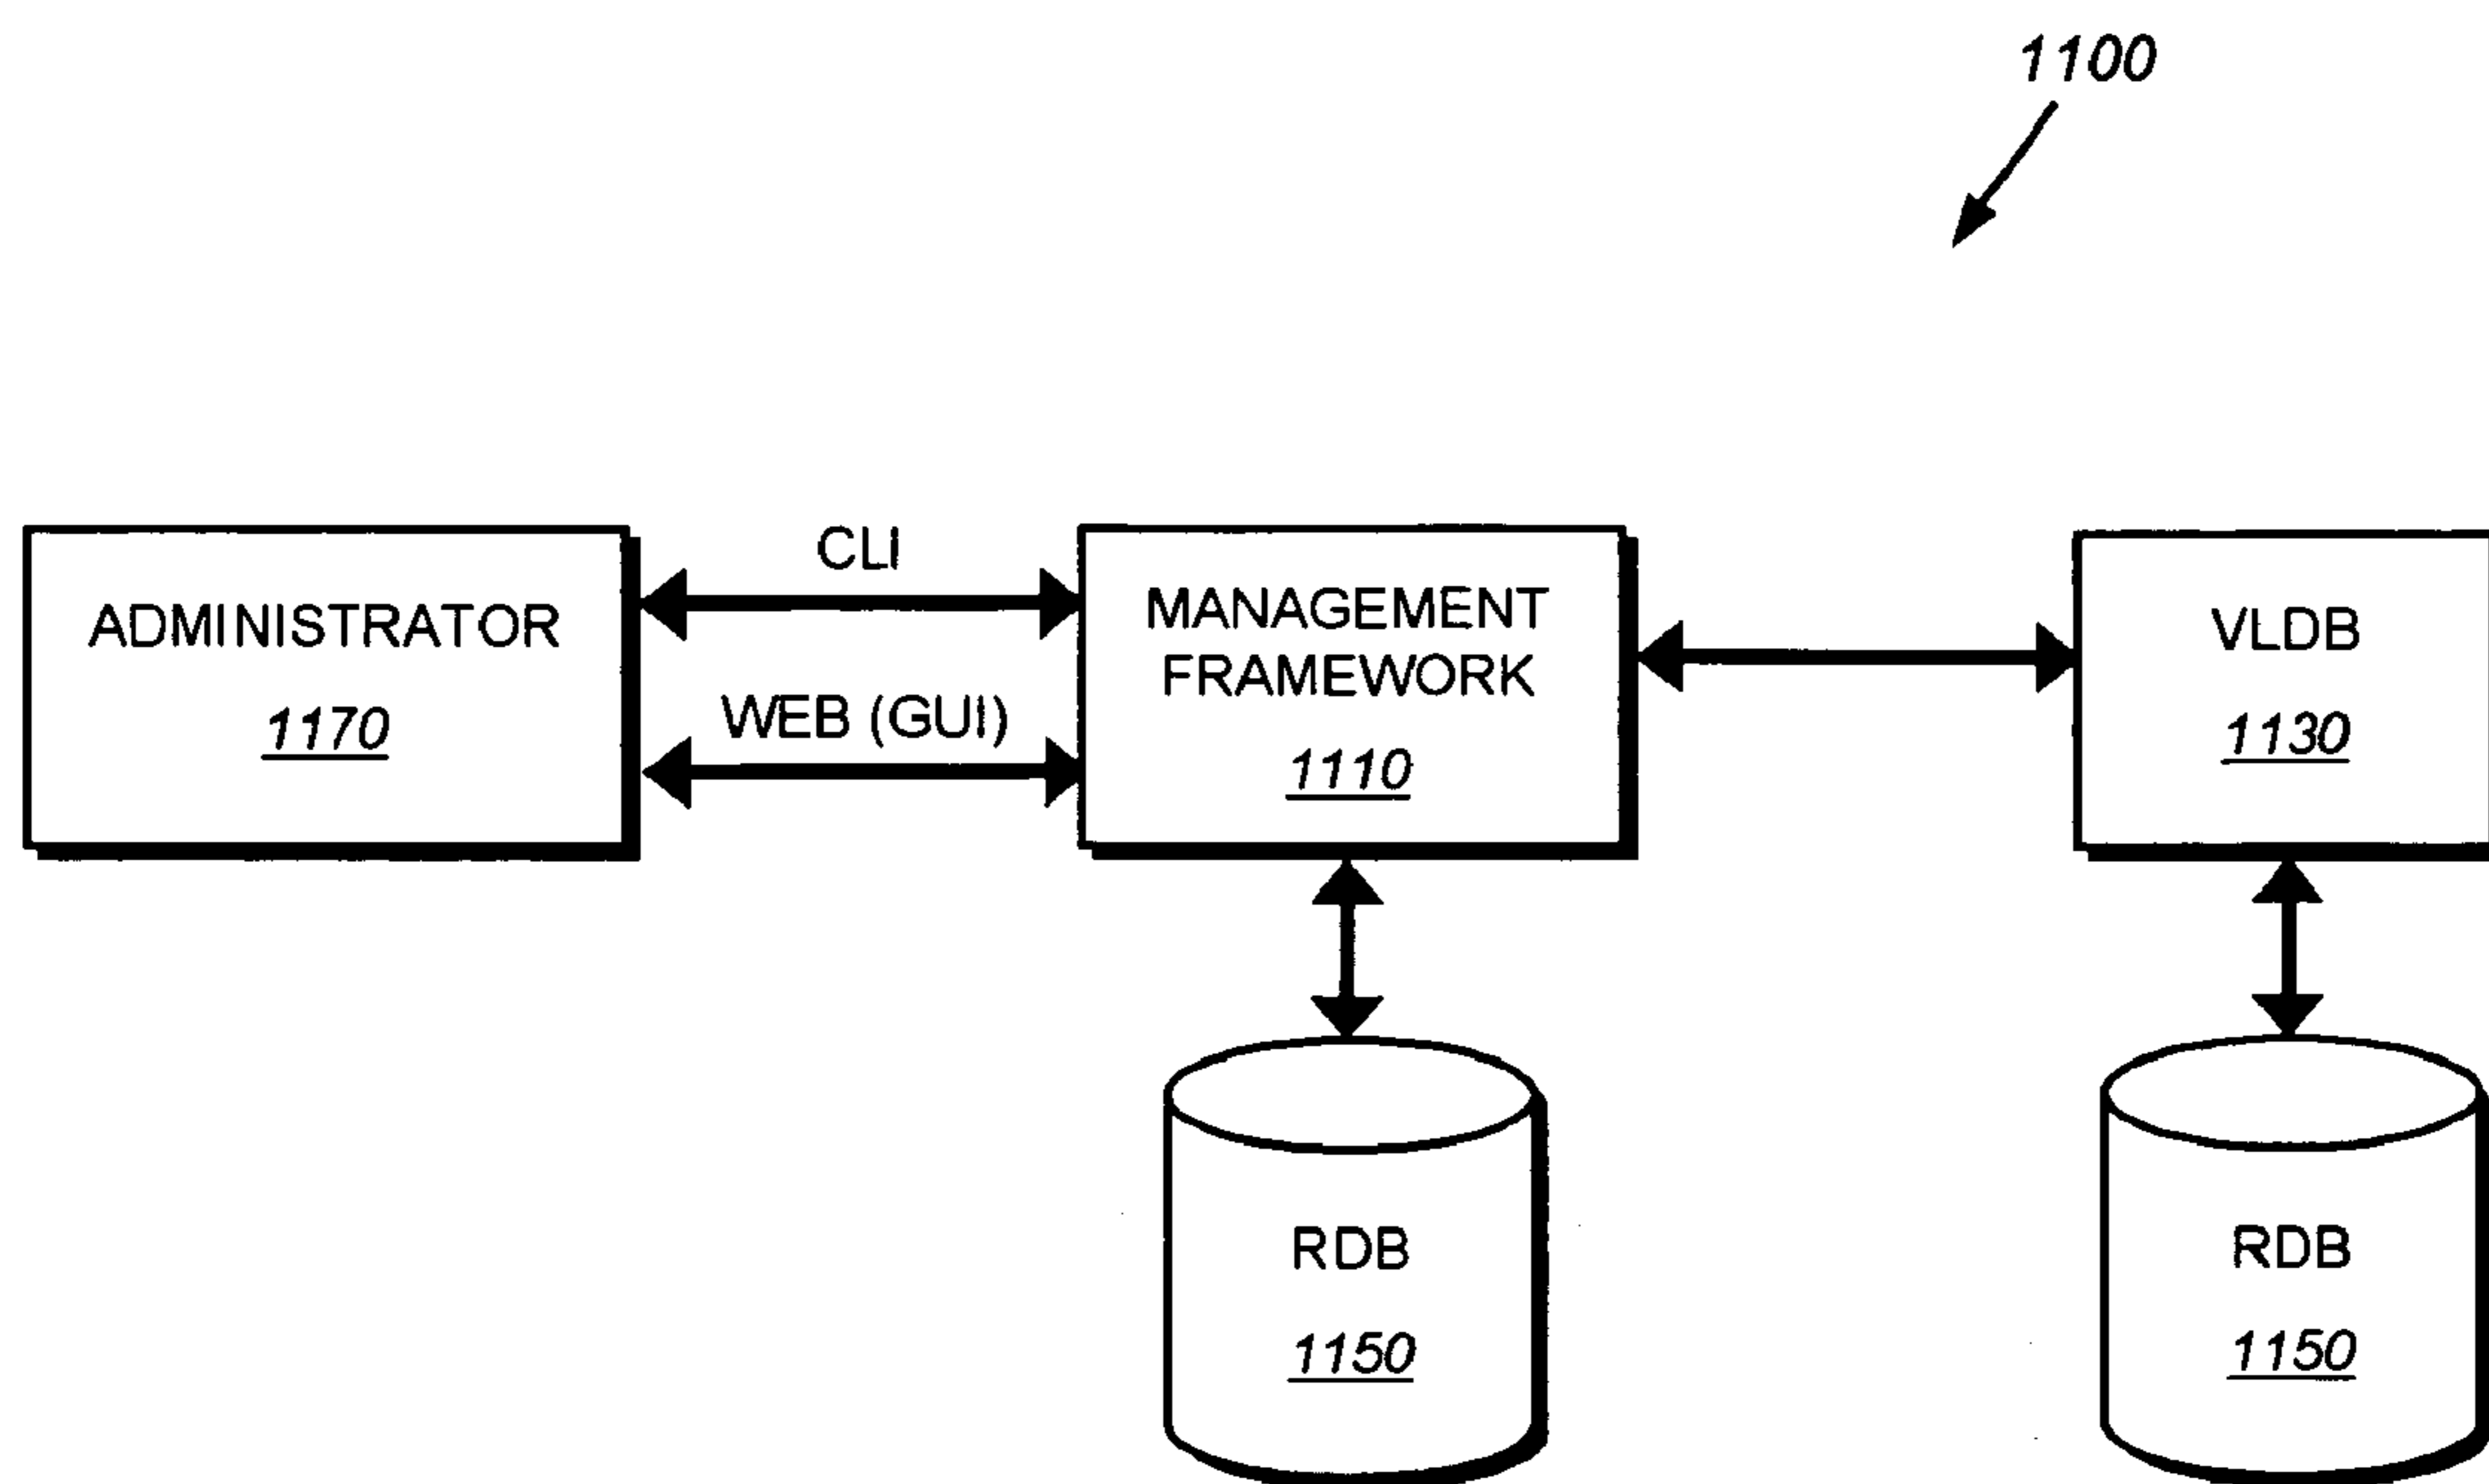 1100
CLI
ADMINISTRATOR
1170
WEB (GUI)
MANAGEMENT
FRAMEWORK
1110
VLDB
1130
RDB
1150
RDB
1150